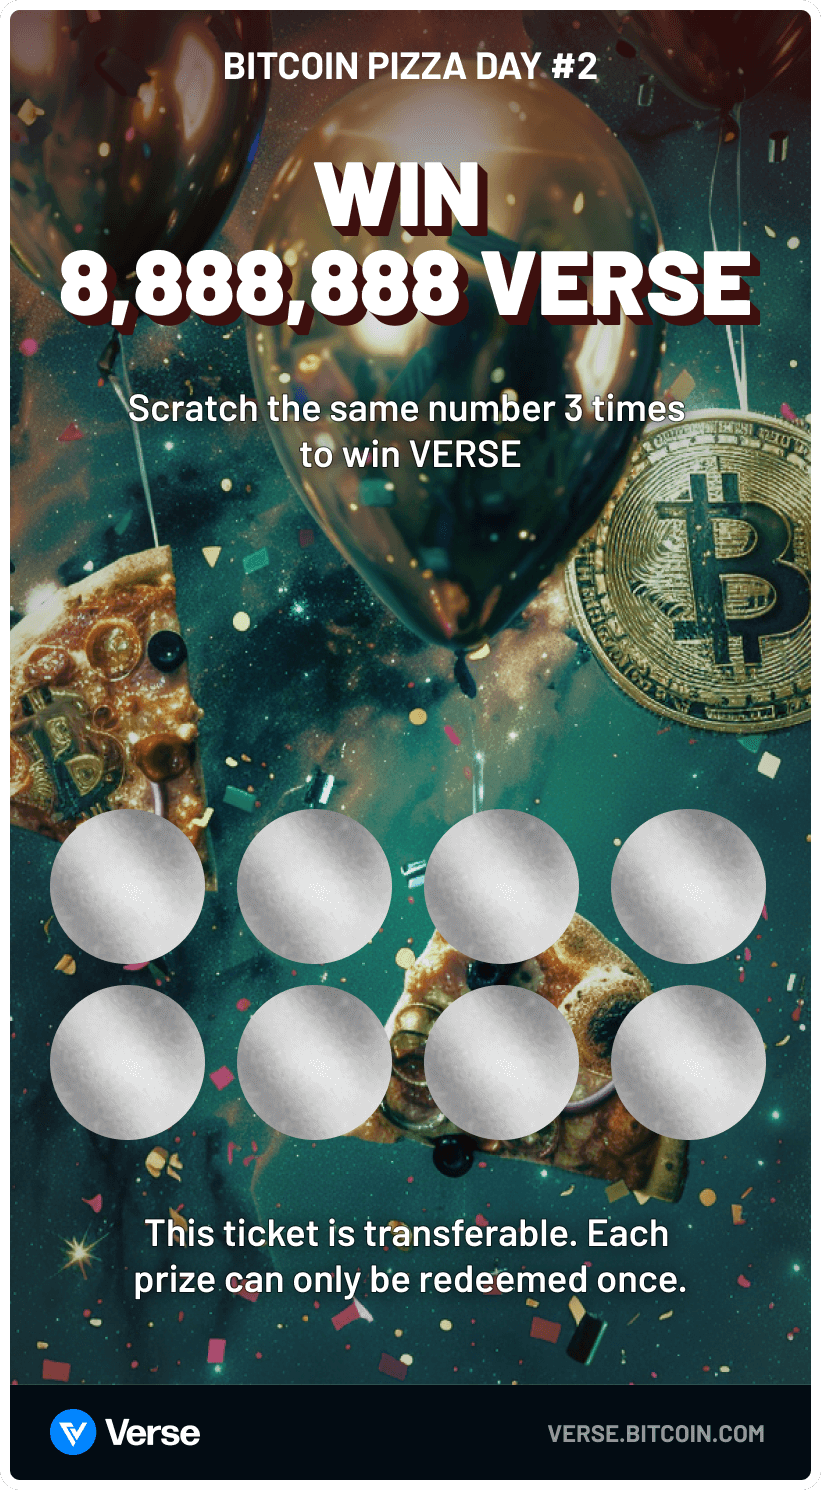 BITCOIN PIZZA DAY #2
WIN
8,888,888 VERSE
Scratch the same number 3 times
to win VERSE
This ticket is transferable. Each
prize can only be redeemed once.
Verse
VERSE.BITCOIN.COM